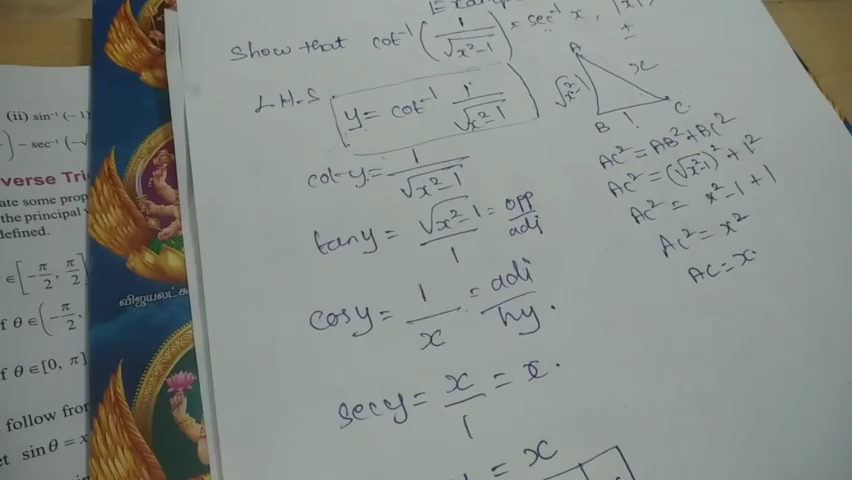 Show that cot⁻¹(1/√x²-1) = sec⁻¹ x, |x|
L.H.S y = cot⁻¹ 1/√x²-1
cot y = 1/√x²-1
tan y = √x²-1/1 = opp/adj
cos y = 1/x = adj/hy.
sec y = x/1 = x.
= x
A
√x²-1
x
B 1 C
AC² = AB² + BC²
AC² = (√x²-1)² + 1²
AC² = x²-1+1
AC² = x²
AC = x.
(ii) sin⁻¹(-1)
) - sec⁻¹(-√
verse Tri
ate some prop
the principal
defined.
∈[-π/2, π/2]
f θ∈(-π/2,
f θ∈[0, π]
follow from
et sin θ = x
விஜயலட்சு